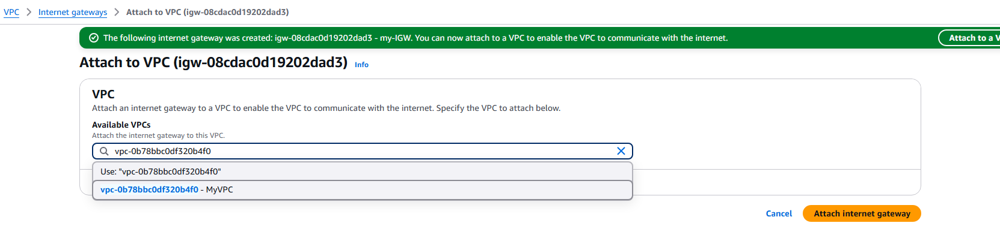 VPC > Internet gateways > Attach to VPC (igw-08cdac0d19202dad3)
The following internet gateway was created: igw-08cdac0d19202dad3 - my-IGW. You can now attach to a VPC to enable the VPC to communicate with the internet.
Attach to a V
Attach to VPC (igw-08cdac0d19202dad3) Info
VPC
Attach an internet gateway to a VPC to enable the VPC to communicate with the internet. Specify the VPC to attach below.
Available VPCs
Attach the internet gateway to this VPC.
vpc-0b78bbc0df320b4f0
Use: "vpc-0b78bbc0df320b4f0"
vpc-0b78bbc0df320b4f0 - MyVPC
Cancel
Attach internet gateway